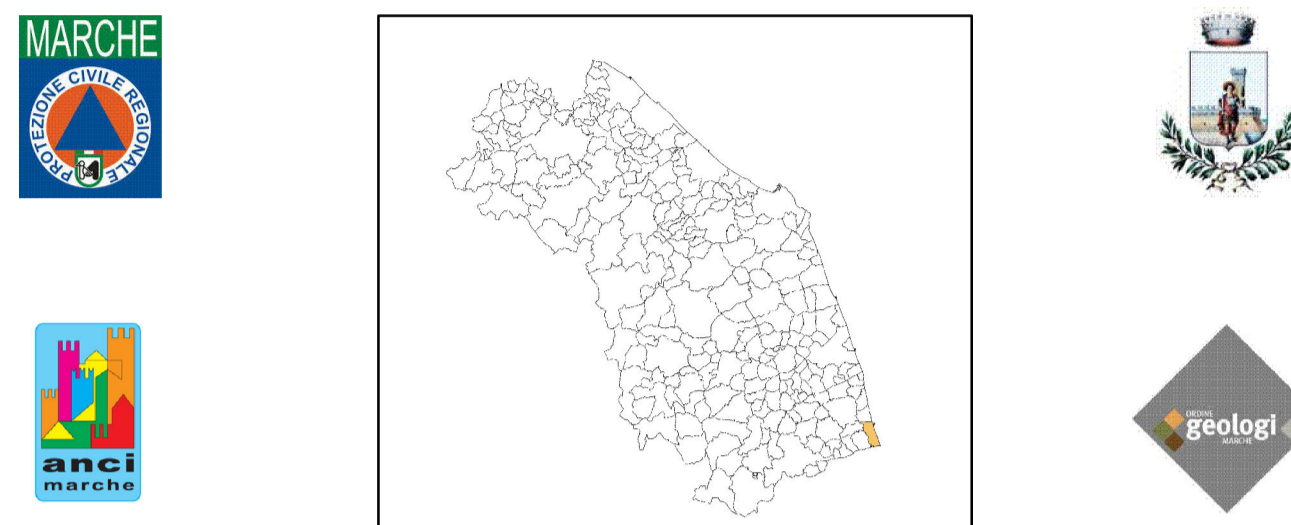 MARCHE
PROTEZIONE CIVILE REGIONALE
anci
marche
ORDINE
geologi
MARCHE